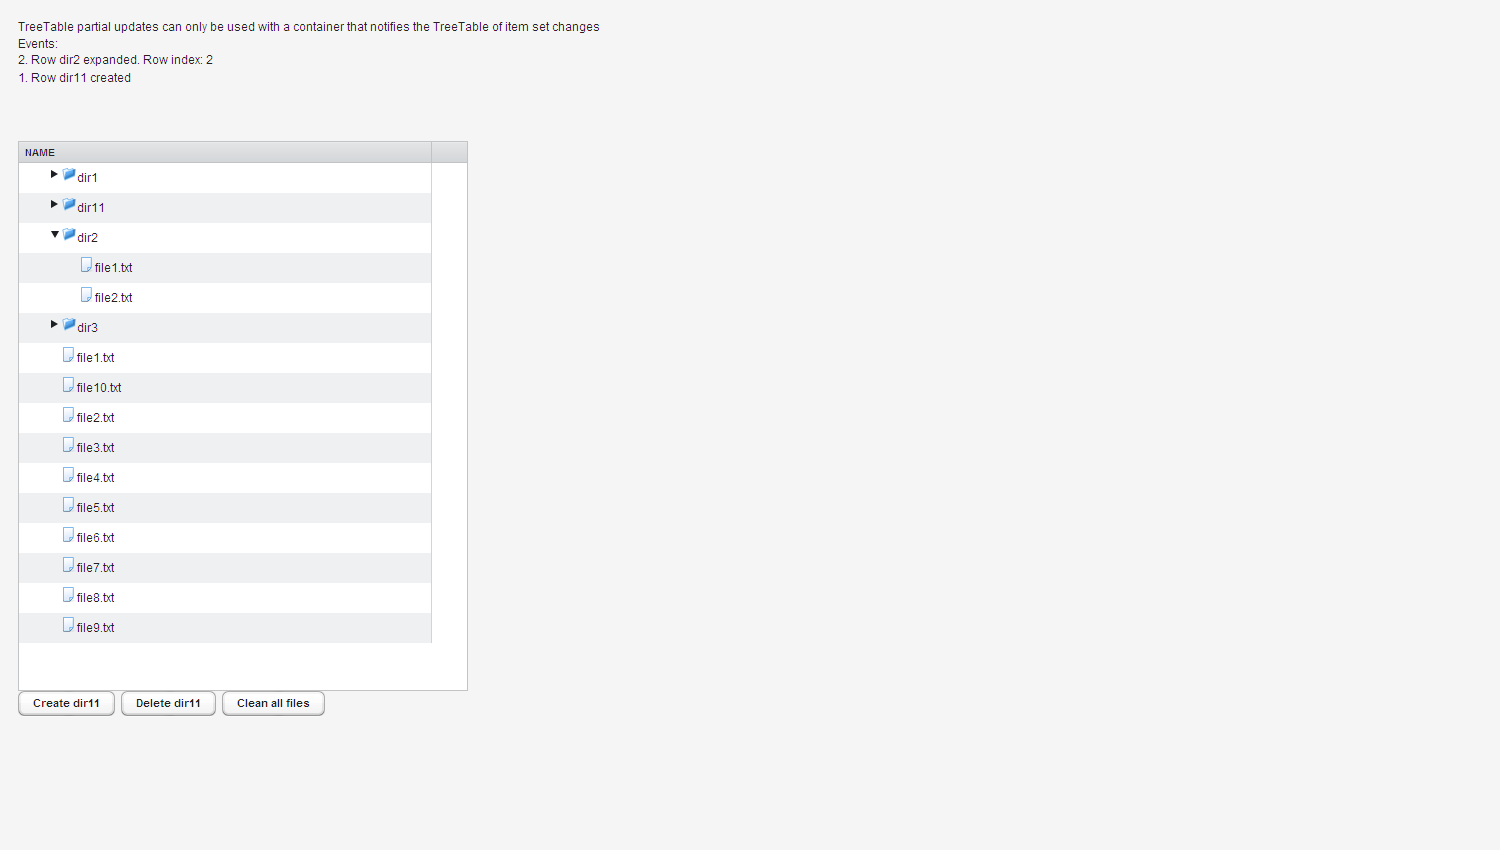 TreeTable partial updates can only be used with a container that notifies the TreeTable of item set changes
Events:
2. Row dir2 expanded. Row index: 2
1. Row dir11 created
NAME
dir1
dir11
dir2
file1.txt
file2.txt
dir3
file1.txt
file10.txt
file2.txt
file3.txt
file4.txt
file5.txt
file6.txt
file7.txt
file8.txt
file9.txt
Create dir11 Delete dir11 Clean all files